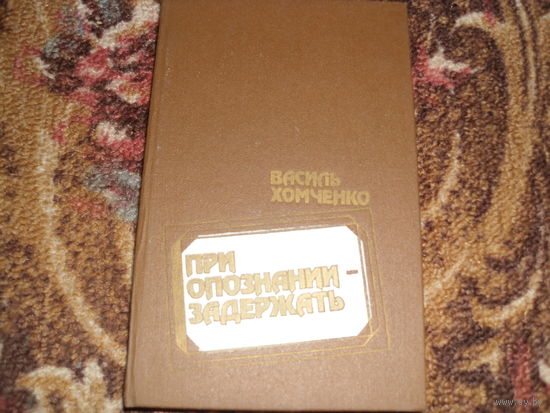 ВАСИЛЬ
ХОМЧЕНКО
ПРИ
ОПОЗНАНИИ -
ЗАДЕРЖАТЬ